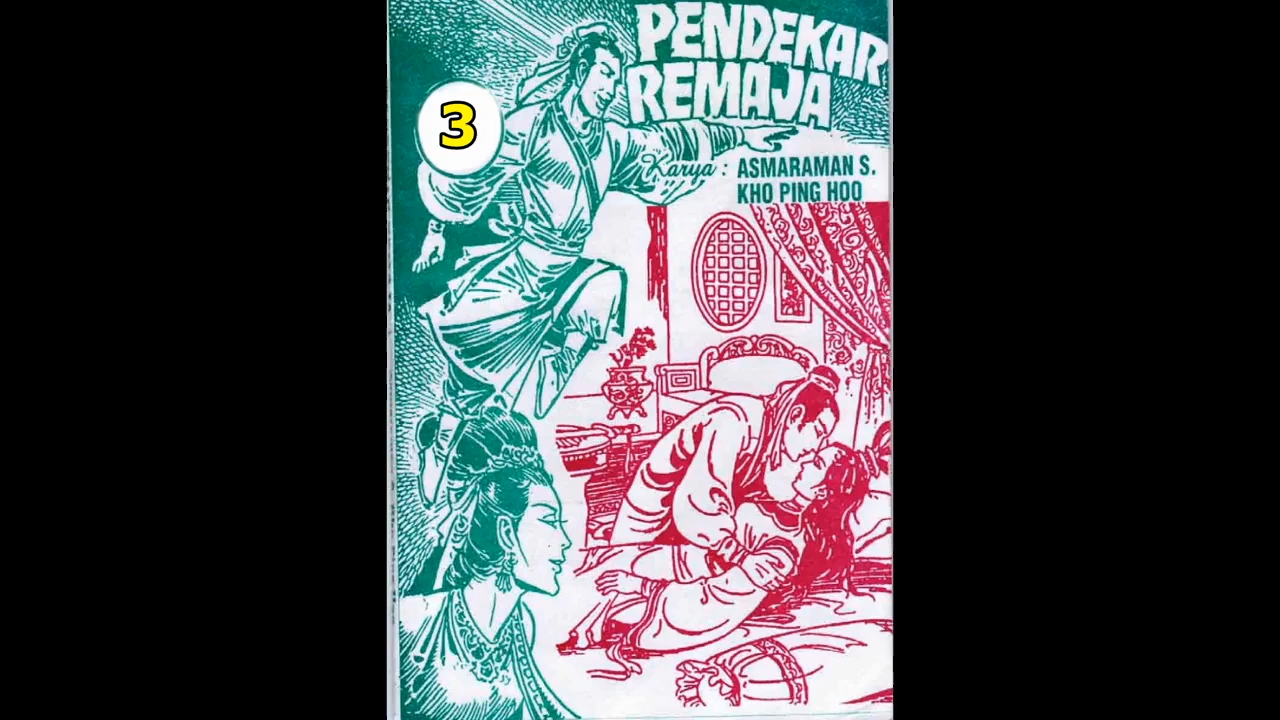 PENDEKAR
REMAJA
3
Karya : ASMARAMAN S.
KHO PING HOO